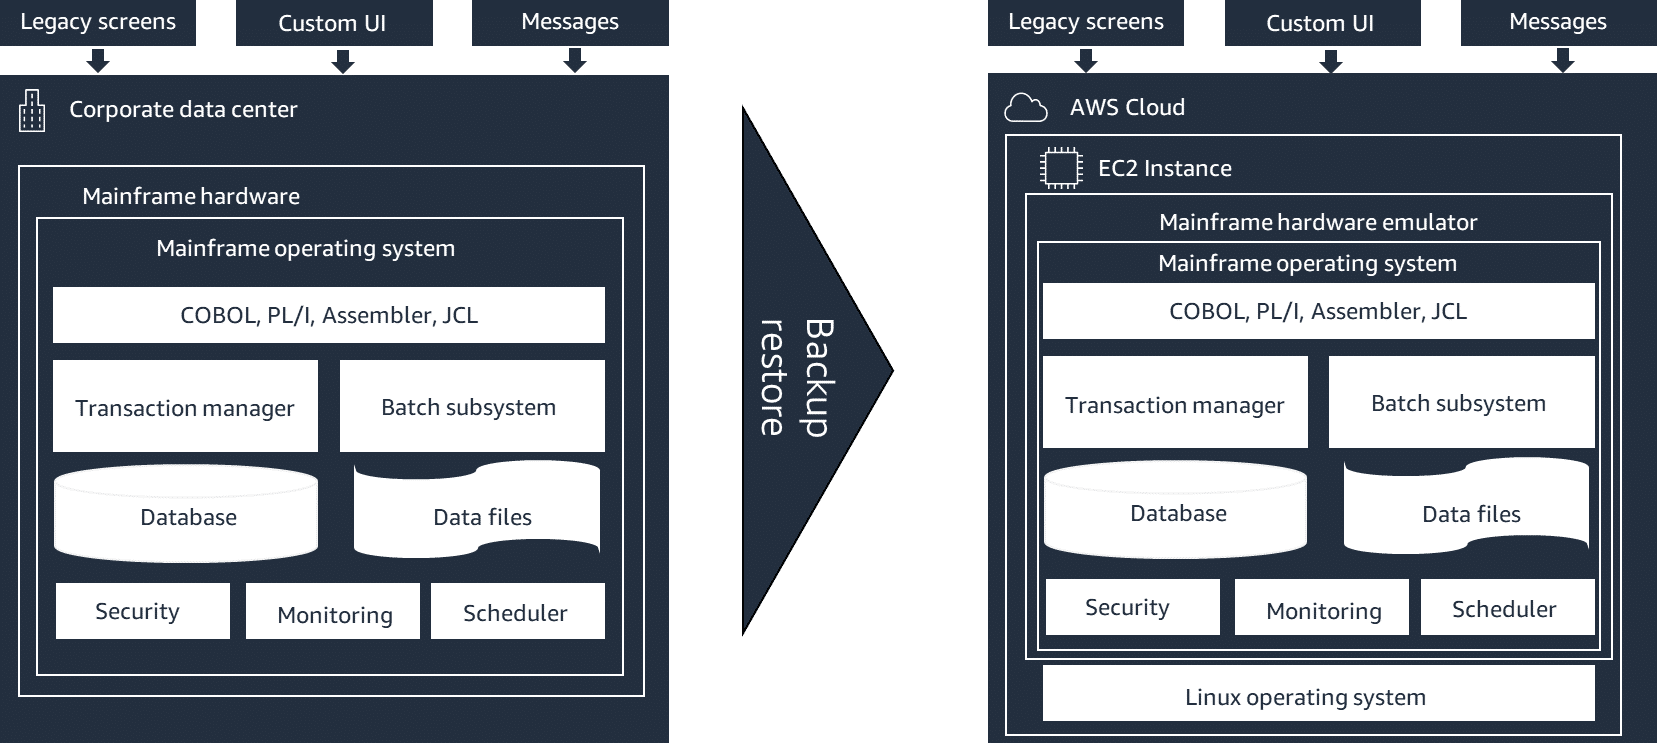 Legacy screens
Custom UI
Messages
Corporate data center
Mainframe hardware
Mainframe operating system
COBOL, PL/I, Assembler, JCL
Transaction manager
Batch subsystem
Database
Data files
Security
Monitoring
Scheduler
Backup
restore
Legacy screens
Custom UI
Messages
AWS Cloud
EC2 Instance
Mainframe hardware emulator
Mainframe operating system
COBOL, PL/I, Assembler, JCL
Transaction manager
Batch subsystem
Database
Data files
Security
Monitoring
Scheduler
Linux operating system